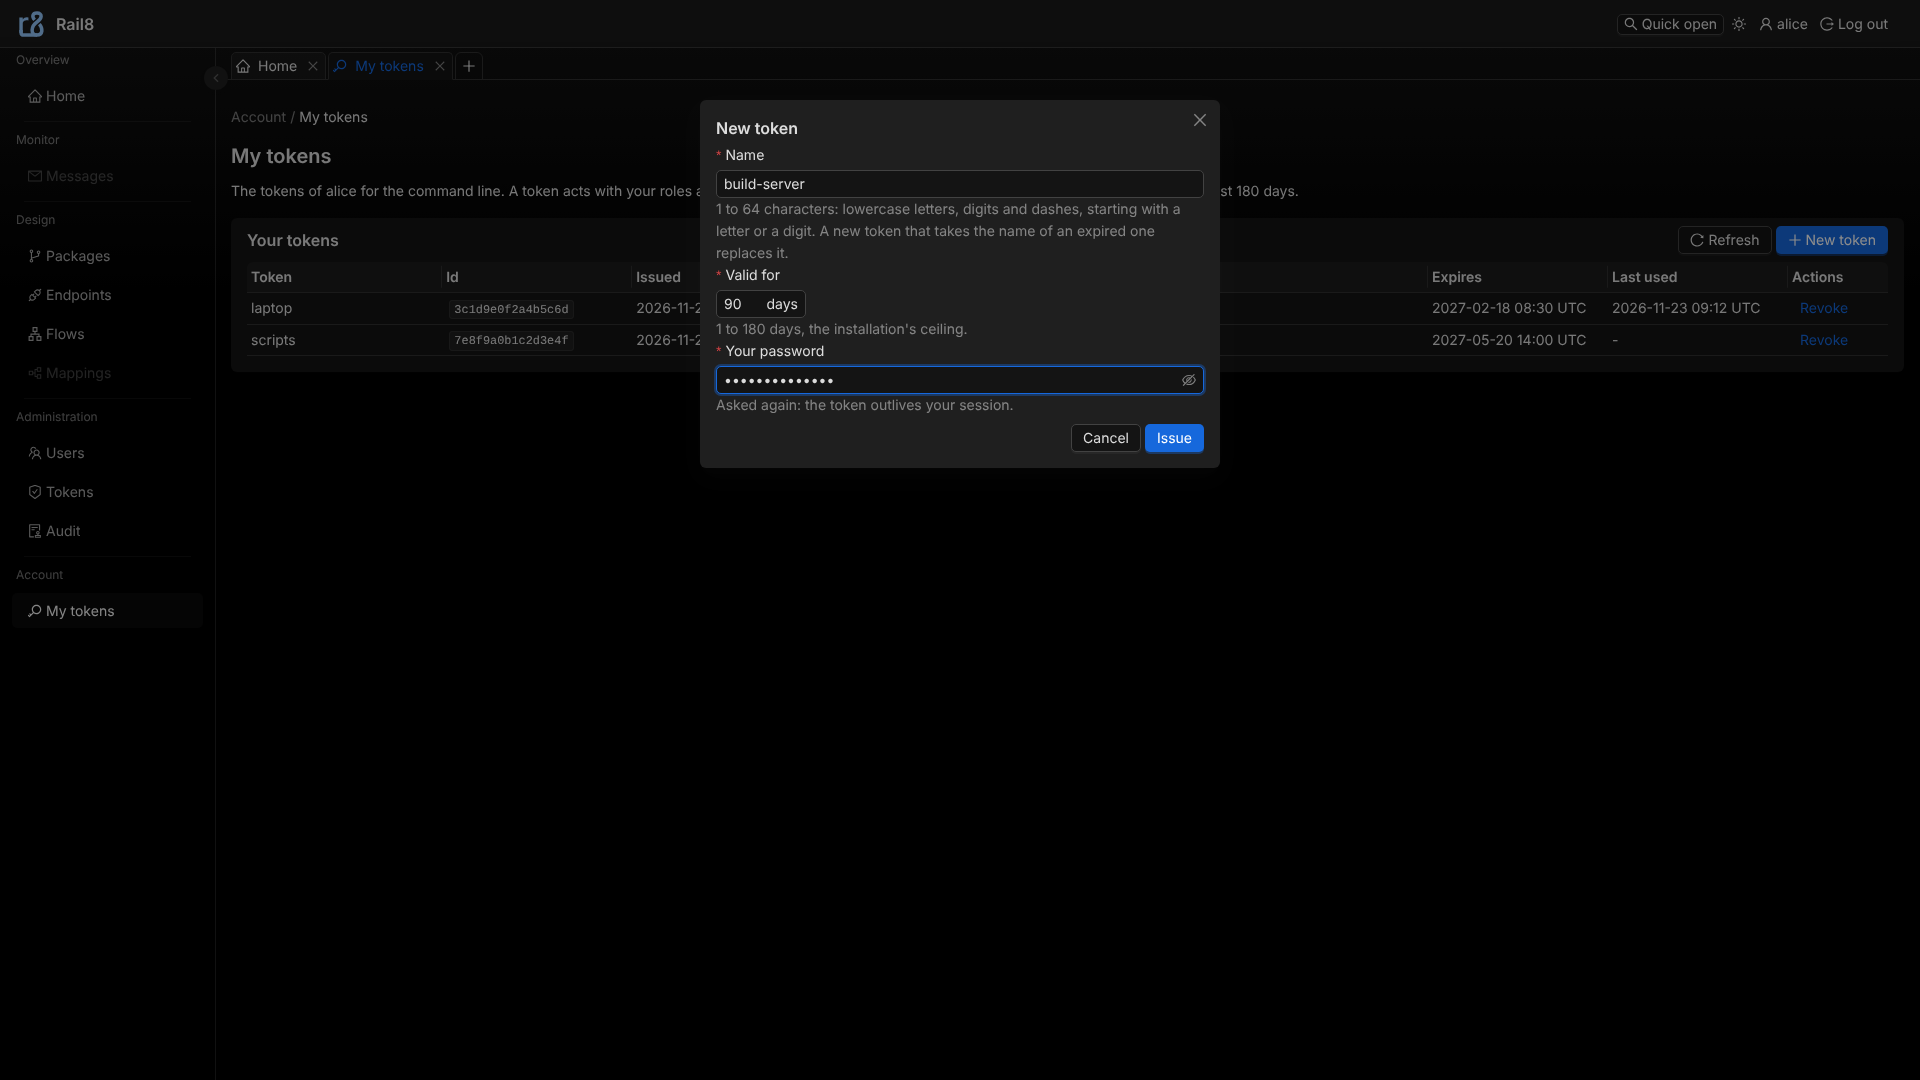 Rail8
Quick open
alice
Log out
Overview
Home
Monitor
Messages
Design
Packages
Endpoints
Flows
Mappings
Administration
Users
Tokens
Audit
Account
My tokens
Home
My tokens
Account / My tokens
My tokens
The tokens of alice for the command line. A token acts with your roles
180 days.
Your tokens
Refresh
New token
Token Id Issued Expires Last used Actions
laptop 3c1d9e0f2a4b5c6d 2026-11-2 2027-02-18 08:30 UTC 2026-11-23 09:12 UTC Revoke
scripts 7e8f9a0b1c2d3e4f 2026-11-2 2027-05-20 14:00 UTC - Revoke
New token
* Name
build-server
1 to 64 characters: lowercase letters, digits and dashes, starting with a
letter or a digit. A new token that takes the name of an expired one
replaces it.
* Valid for
90 days
1 to 180 days, the installation's ceiling.
* Your password
••••••••••••••
Asked again: the token outlives your session.
Cancel
Issue